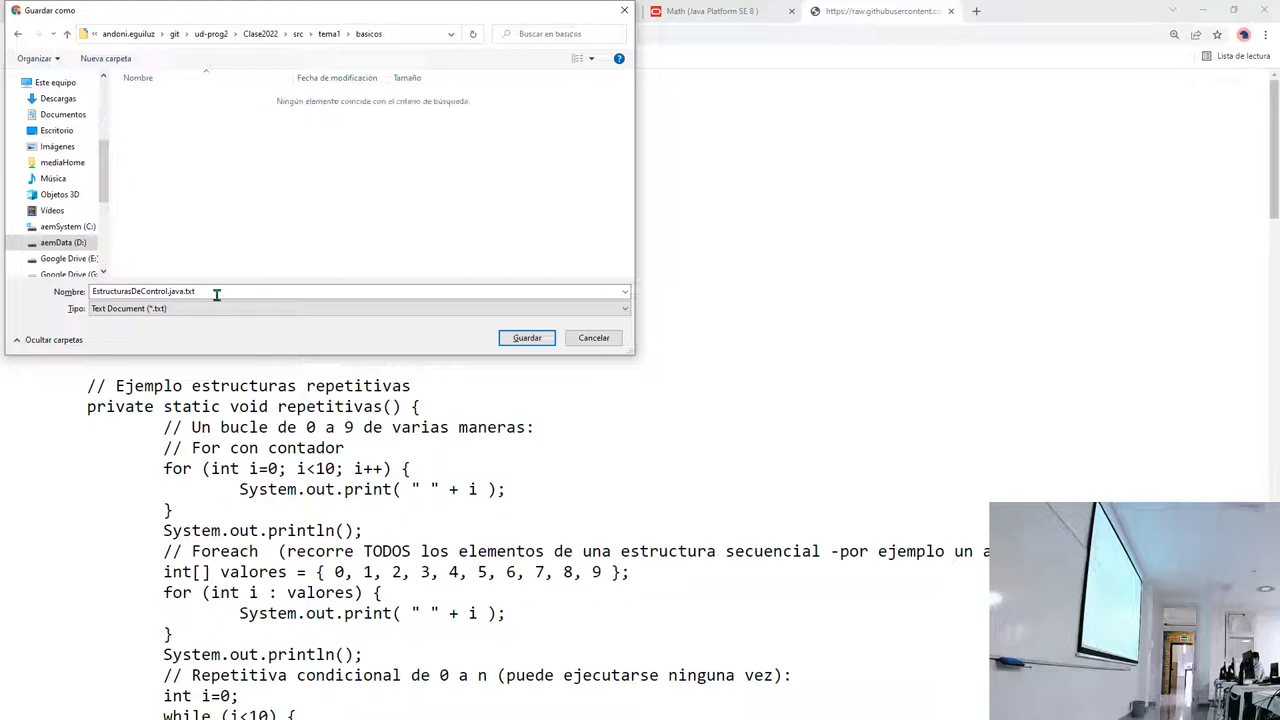 Guardar como
Math (Java Platform SE 8)
https://raw.githubusercontent.cc
andoni.eguiluz > git > ud-prog2 > Clase2022 > src > tema1 > basicos
Buscar en basicos
Lista de lectura
Organizar
Nueva carpeta
Nombre
Fecha de modificación
Tamaño
Ningún elemento coincide con el criterio de búsqueda.
Este equipo
Descargas
Documentos
Escritorio
Imágenes
mediaHome
Música
Objetos 3D
Vídeos
aemSystem (C:)
aemData (D:)
Google Drive (E:
Google Drive (G:
Nombre: EstructurasDeControl.java.txt
Tipo: Text Document (*.txt)
Ocultar carpetas
Guardar
Cancelar
// Ejemplo estructuras repetitivas
private static void repetitivas() {
// Un bucle de 0 a 9 de varias maneras:
// For con contador
for (int i=0; i<10; i++) {
System.out.print( " " + i );
}
System.out.println();
// Foreach  (recorre TODOS los elementos de una estructura secuencial -por ejemplo un a
int[] valores = { 0, 1, 2, 3, 4, 5, 6, 7, 8, 9 };
for (int i : valores) {
System.out.print( " " + i );
}
System.out.println();
// Repetitiva condicional de 0 a n (puede ejecutarse ninguna vez):
int i=0;
while (i<10) {